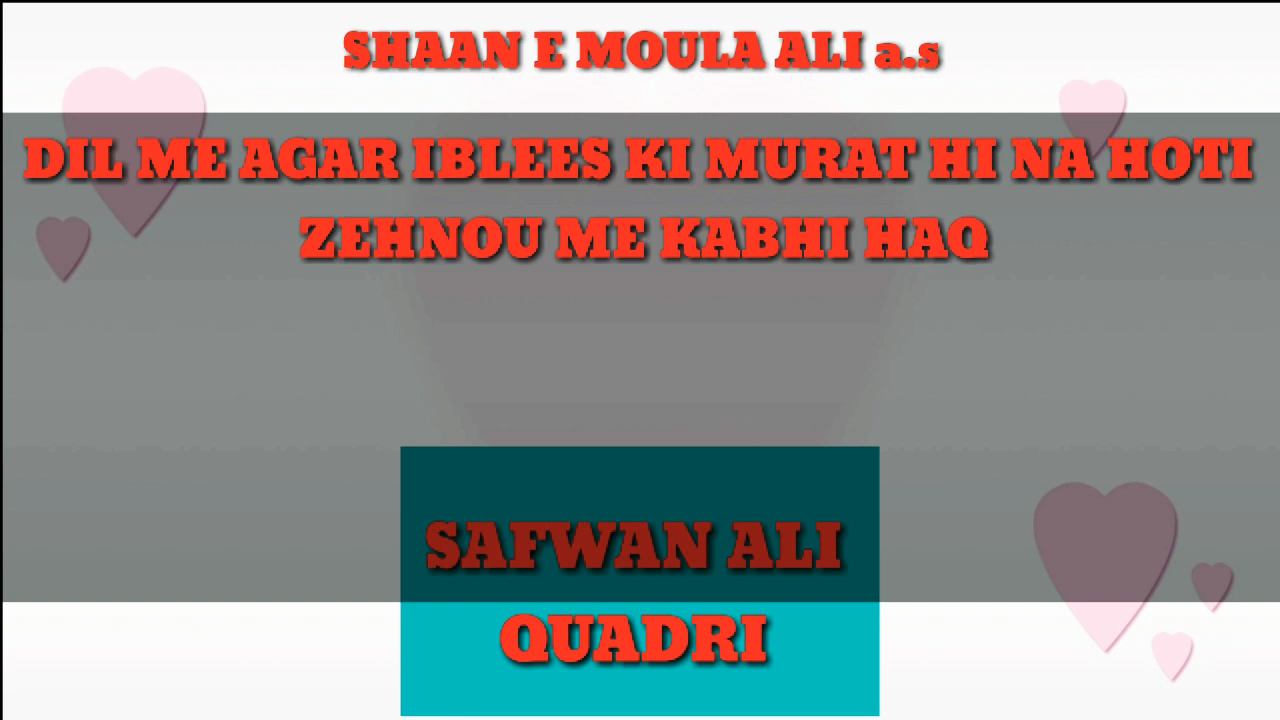 SHAAN E MOULA ALI a.s
DIL ME AGAR IBLEES KI MURAT HI NA HOTI
ZEHNOU ME KABHI HAQ
SAFWAN ALI
QUADRI